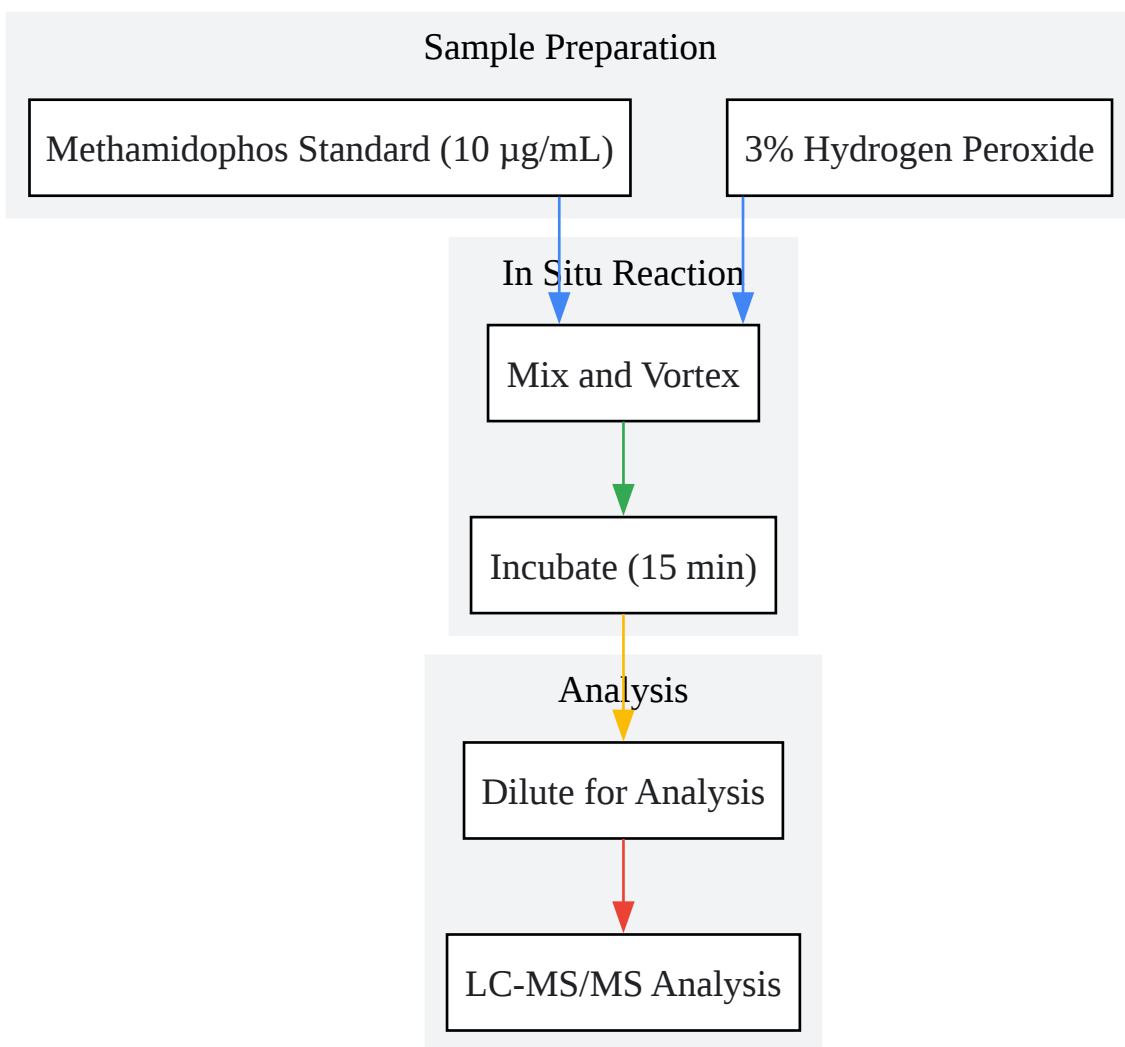 Sample Preparation
Methamidophos Standard (10 µg/mL)
3% Hydrogen Peroxide
In Situ Reaction
Mix and Vortex
Incubate (15 min)
Analysis
Dilute for Analysis
LC-MS/MS Analysis